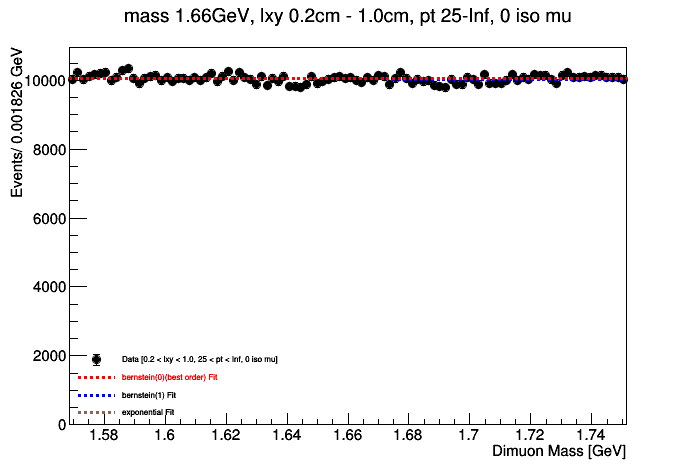 mass 1.66GeV, lxy 0.2cm - 1.0cm, pt 25-Inf, 0 iso mu
Events/ 0.001826 GeV
10000
8000
6000
4000
2000
0
Data [0.2 < lxy < 1.0, 25 < pt < Inf, 0 iso mu]
bernstein(0)(best order) Fit
bernstein(1) Fit
exponential Fit
1.58 1.6 1.62 1.64 1.66 1.68 1.7 1.72 1.74
Dimuon Mass [GeV]